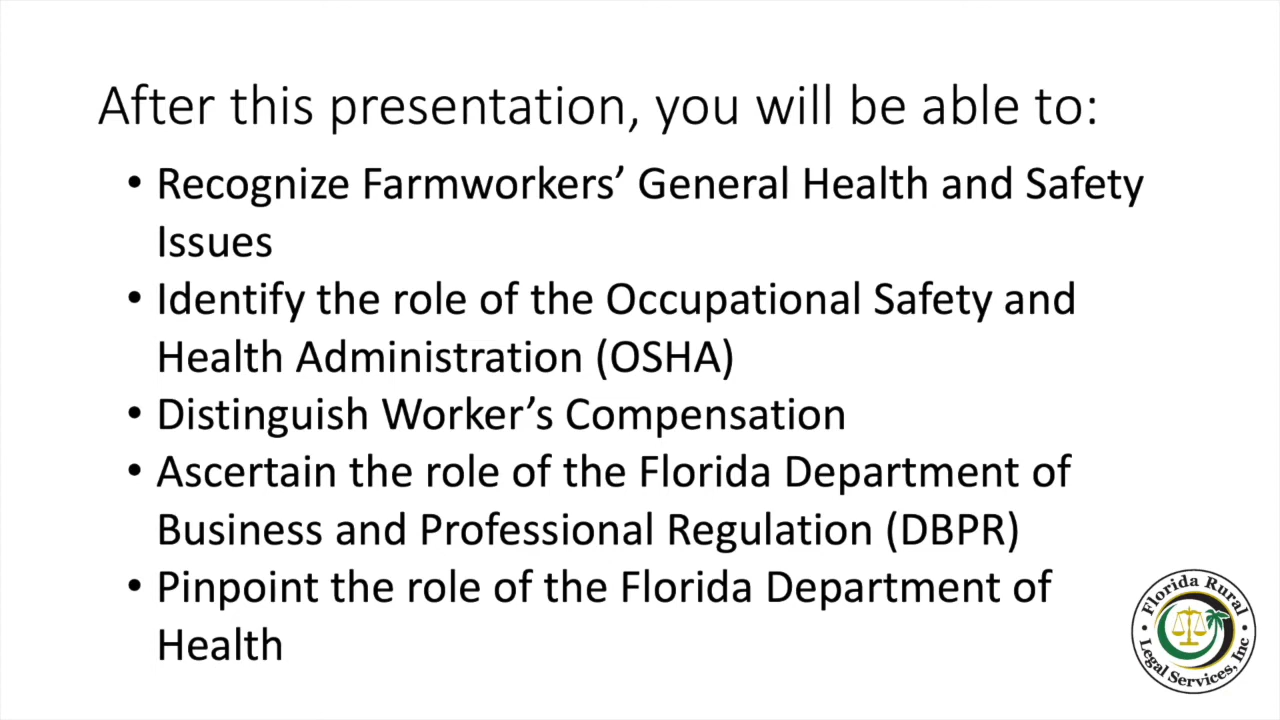 After this presentation, you will be able to:
• Recognize Farmworkers’ General Health and Safety
Issues
• Identify the role of the Occupational Safety and
Health Administration (OSHA)
• Distinguish Worker’s Compensation
• Ascertain the role of the Florida Department of
Business and Professional Regulation (DBPR)
• Pinpoint the role of the Florida Department of
Health
Florida Rural
Legal Services, Inc